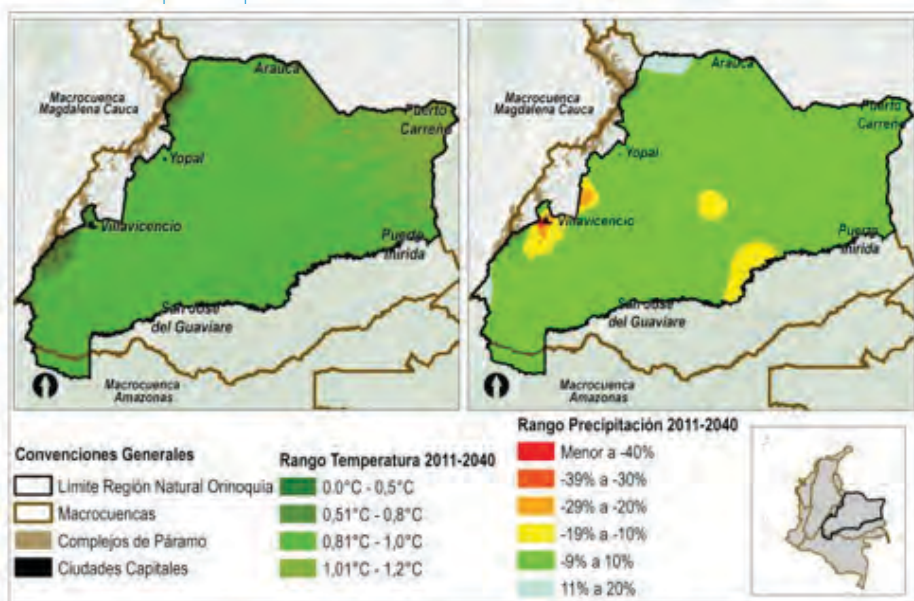 Arauca
Macrocuenca
Magdalena Cauca
Puerto
Carreño
Yopal
Villavicencio
Puerto
Inírida
San José
del Guaviare
Macrocuenca
Amazonas
Arauca
Macrocuenca
Magdalena Cauca
Puerto
Carreño
Yopal
Villavicencio
Puerto
Inírida
San José
del Guaviare
Macrocuenca
Amazonas
Convenciones Generales
Límite Región Natural Orinoquia
Macrocuencas
Complejos de Páramo
Ciudades Capitales
Rango Temperatura 2011-2040
0.0°C - 0,5°C
0,51°C - 0,8°C
0,81°C - 1,0°C
1,01°C - 1,2°C
Rango Precipitación 2011-2040
Menor a -40%
-39% a -30%
-29% a -20%
-19% a -10%
-9% a 10%
11% a 20%